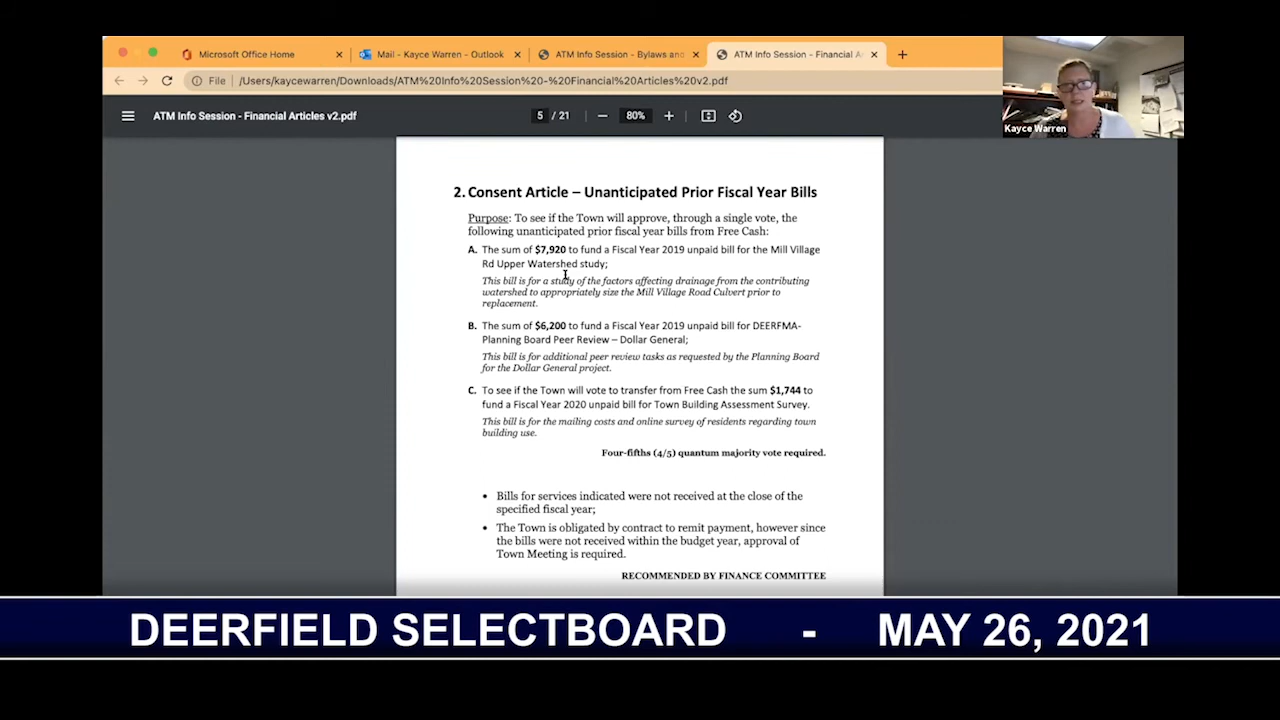 Microsoft Office Home
Mail - Kayce Warren - Outlook
ATM Info Session - Bylaws and
ATM Info Session - Financial A
File /Users/kaycewarren/Downloads/ATM%20Info%20Session%20-%20Financial%20Articles%20v2.pdf
ATM Info Session - Financial Articles v2.pdf
5 / 21
80%
Kayce Warren
2. Consent Article – Unanticipated Prior Fiscal Year Bills
Purpose: To see if the Town will approve, through a single vote, the
following unanticipated prior fiscal year bills from Free Cash:
A. The sum of $7,920 to fund a Fiscal Year 2019 unpaid bill for the Mill Village
Rd Upper Watershed study;
This bill is for a study of the factors affecting drainage from the contributing
watershed to appropriately size the Mill Village Road Culvert prior to
replacement.
B. The sum of $6,200 to fund a Fiscal Year 2019 unpaid bill for DEERFMA-
Planning Board Peer Review – Dollar General;
This bill is for additional peer review tasks as requested by the Planning Board
for the Dollar General project.
C. To see if the Town will vote to transfer from Free Cash the sum $1,744 to
fund a Fiscal Year 2020 unpaid bill for Town Building Assessment Survey.
This bill is for the mailing costs and online survey of residents regarding town
building use.
Four-fifths (4/5) quantum majority vote required.
• Bills for services indicated were not received at the close of the
specified fiscal year;
• The Town is obligated by contract to remit payment, however since
the bills were not received within the budget year, approval of
Town Meeting is required.
RECOMMENDED BY FINANCE COMMITTEE
DEERFIELD SELECTBOARD - MAY 26, 2021